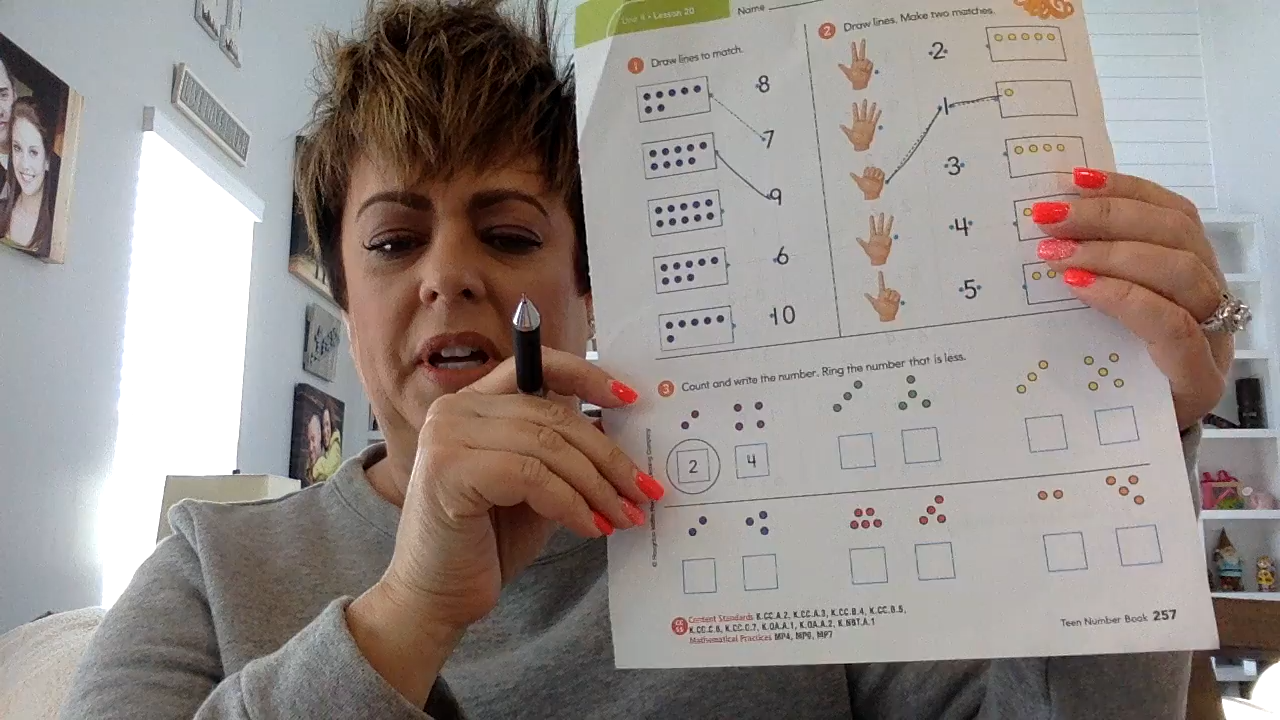 Unit 4 • Lesson 20
Name
1 Draw lines to match.
8
7
9
6
10
2 Draw lines. Make two matches.
2
1
3
4
5
3 Count and write the number. Ring the number that is less.
2 4
CC SS Content Standards K.CC.A.2, K.CC.A.3, K.CC.B.4, K.CC.B.5,
K.CC.C.6, K.CC.C.7, K.OA.A.1, K.OA.A.2, K.NBT.A.1
Mathematical Practices MP4, MP6, MP7
Teen Number Book 257